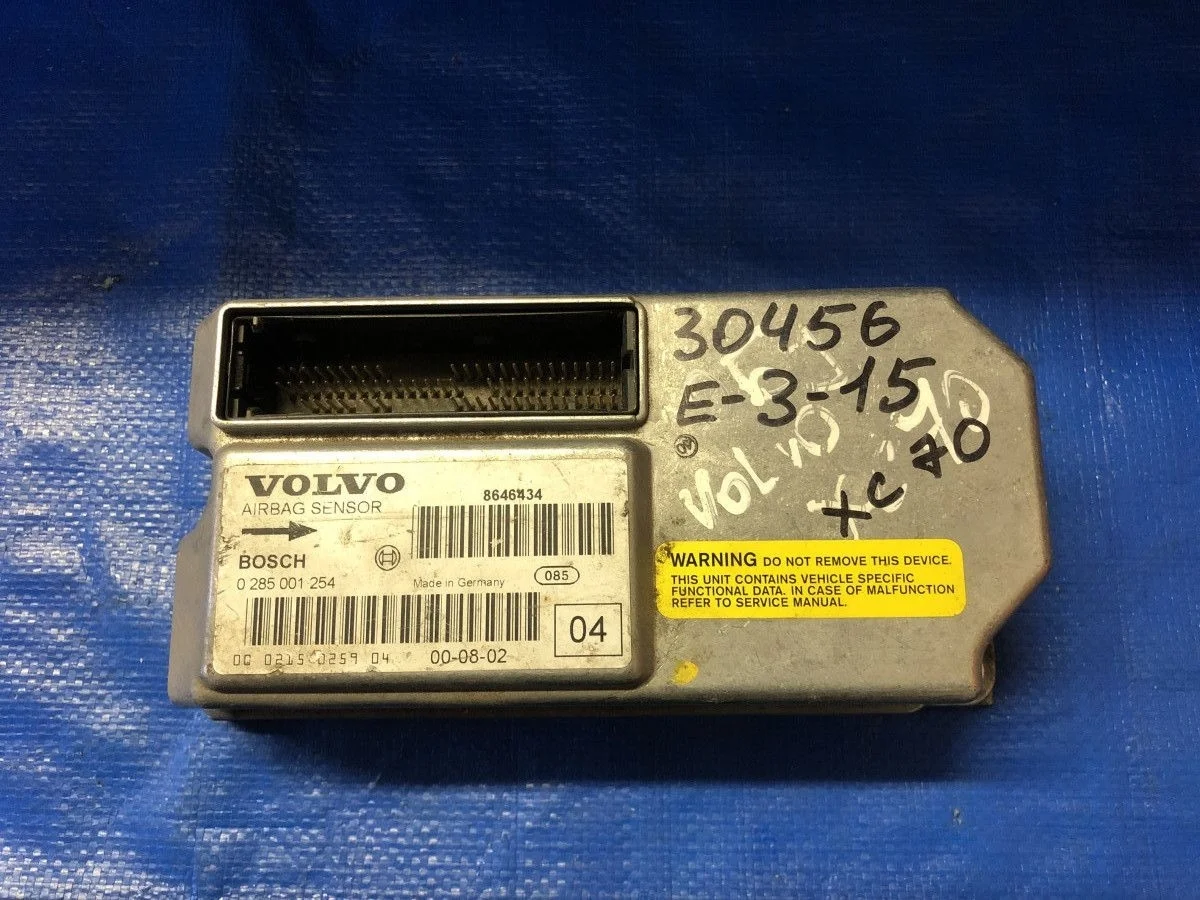 30456
E-3-15
xc 70
VOLVO
VOLVO
AIRBAG SENSOR
8646434
BOSCH
0 285 001 254
Made in Germany
085
04
00-08-02
WARNING DO NOT REMOVE THIS DEVICE.
THIS UNIT CONTAINS VEHICLE SPECIFIC
FUNCTIONAL DATA. IN CASE OF MALFUNCTION
REFER TO SERVICE MANUAL.